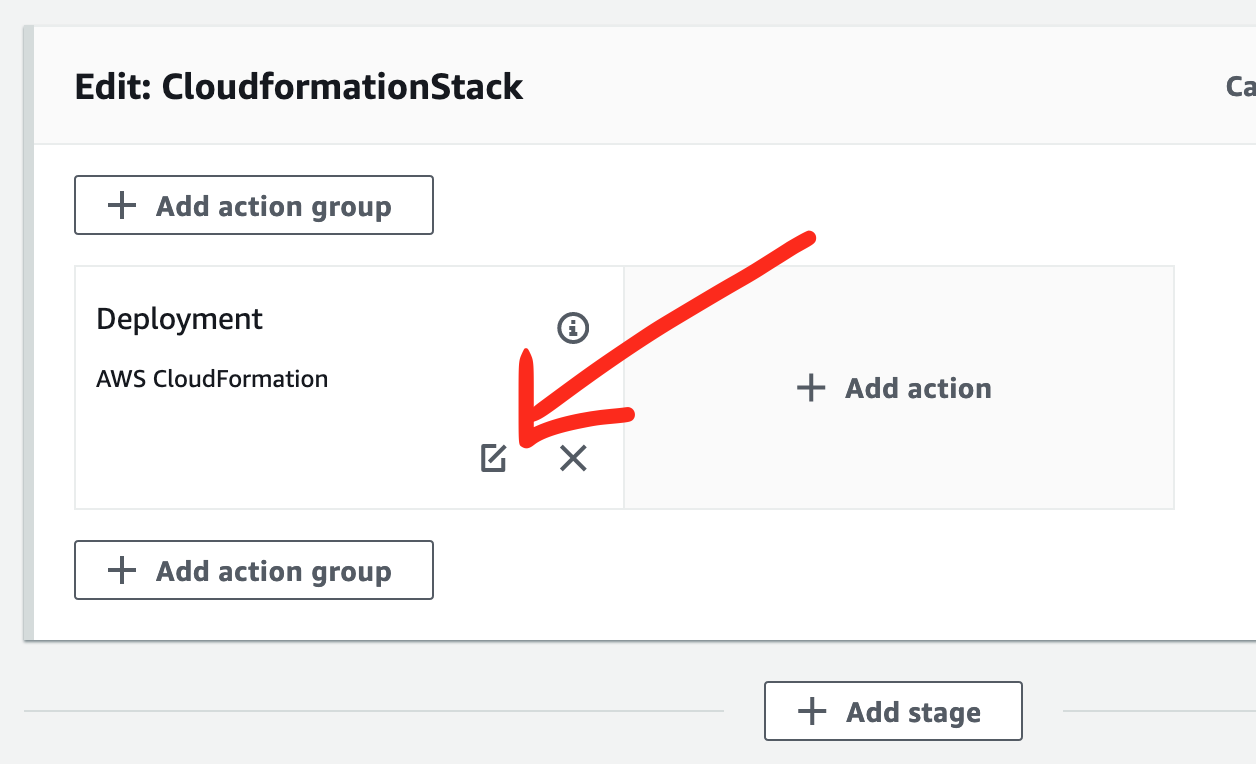 Edit: CloudformationStack
Ca
Add action group
Deployment
AWS CloudFormation
Add action
Add action group
Add stage